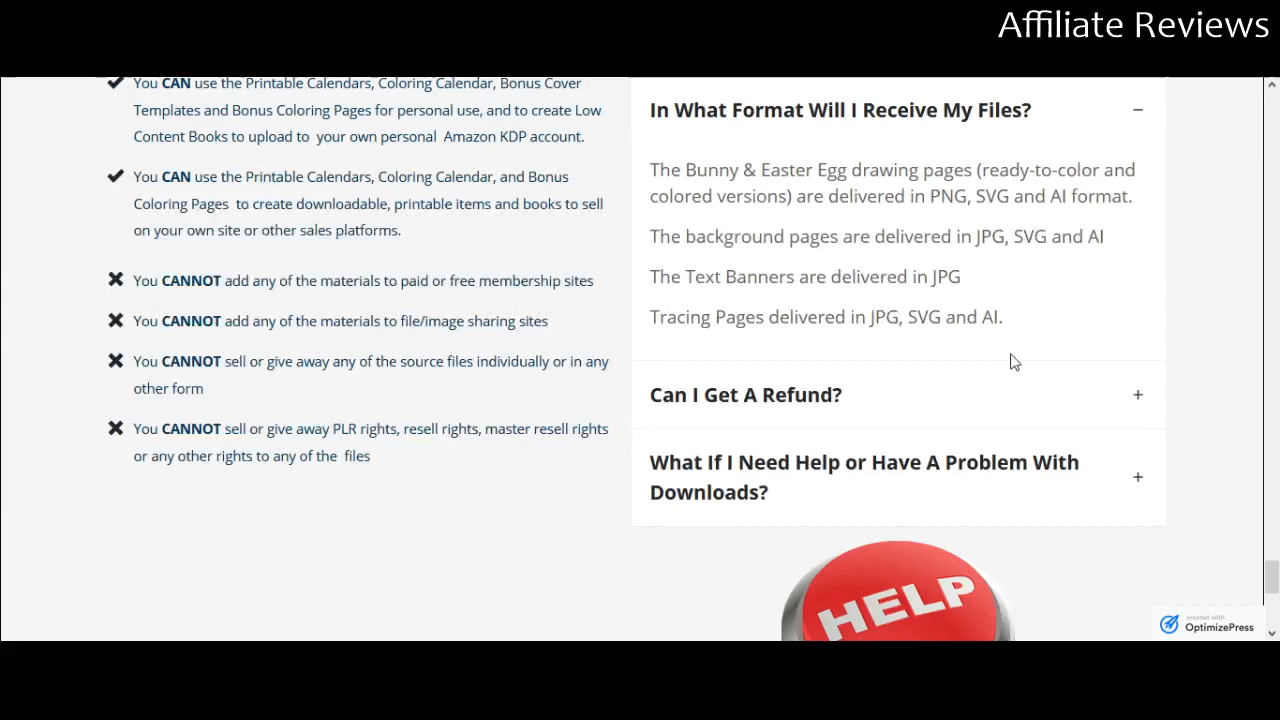 Affiliate Reviews
You CAN use the Printable Calendars, Coloring Calendar, Bonus Cover
Templates and Bonus Coloring Pages for personal use, and to create Low
Content Books to upload to your own personal Amazon KDP account.
You CAN use the Printable Calendars, Coloring Calendar, and Bonus
Coloring Pages to create downloadable, printable items and books to sell
on your own site or other sales platforms.
You CANNOT add any of the materials to paid or free membership sites
You CANNOT add any of the materials to file/image sharing sites
You CANNOT sell or give away any of the source files individually or in any
other form
You CANNOT sell or give away PLR rights, resell rights, master resell rights
or any other rights to any of the files
In What Format Will I Receive My Files?
The Bunny & Easter Egg drawing pages (ready-to-color and
colored versions) are delivered in PNG, SVG and AI format.
The background pages are delivered in JPG, SVG and AI
The Text Banners are delivered in JPG
Tracing Pages delivered in JPG, SVG and AI.
Can I Get A Refund?
What If I Need Help or Have A Problem With
Downloads?
HELP
created with
OptimizePress